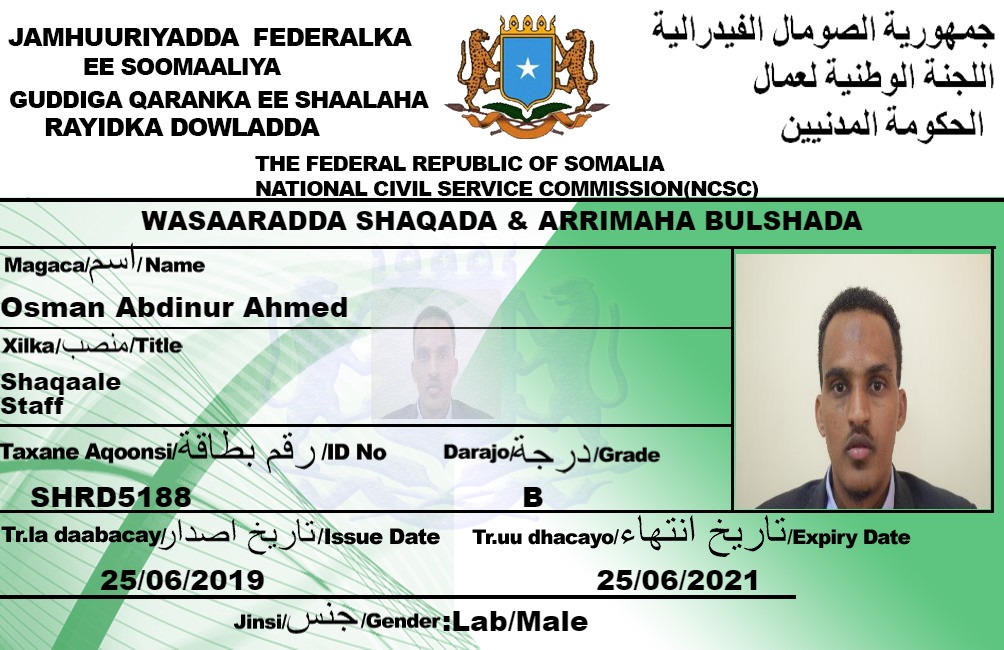 JAMHUURIYADDA FEDERALKA
EE SOOMAALIYA
GUDDIGA QARANKA EE SHAALAHA
RAYIDKA DOWLADDA
جمهورية الصومال الفيدرالية
اللجنة الوطنية لعمال
الحكومة المدنيين
THE FEDERAL REPUBLIC OF SOMALIA
NATIONAL CIVIL SERVICE COMMISSION(NCSC)
WASAARADDA SHAQADA & ARRIMAHA BULSHADA
Magaca/اسم/Name
Osman Abdinur Ahmed
Xilka/منصب/Title
Shaqaale
Staff
Taxane Aqoonsi/رقم بطاقة/ID No
Darajo/درجة/Grade
SHRD5188
B
Tr.la daabacay/تاريخ اصدار/Issue Date
Tr.uu dhacayo/تاريخ انتهاء/Expiry Date
25/06/2019
25/06/2021
Jinsi/جنس/Gender:Lab/Male